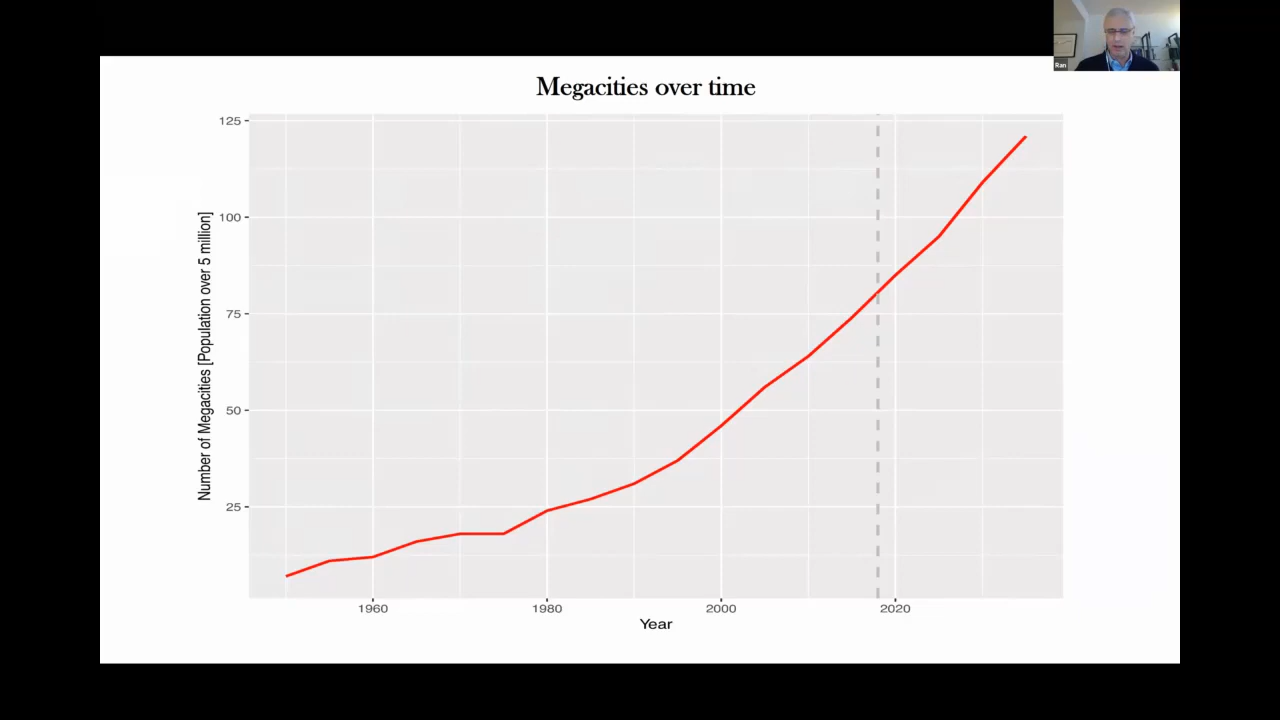 Ran
Megacities over time
125
100
75
50
25
Number of Megacities [Population over 5 million]
1960
1980
2000
2020
Year